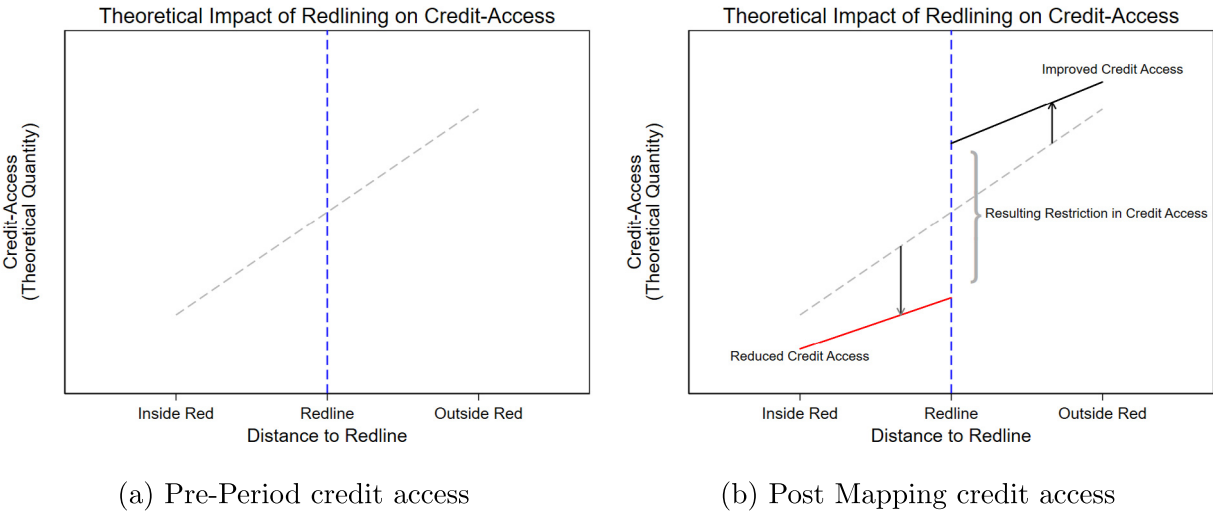 Theoretical Impact of Redlining on Credit-Access
Credit-Access
(Theoretical Quantity)
Inside Red
Redline
Outside Red
Distance to Redline
(a) Pre-Period credit access
Theoretical Impact of Redlining on Credit-Access
Credit-Access
(Theoretical Quantity)
Improved Credit Access
Resulting Restriction in Credit Access
Reduced Credit Access
Inside Red
Redline
Outside Red
Distance to Redline
(b) Post Mapping credit access